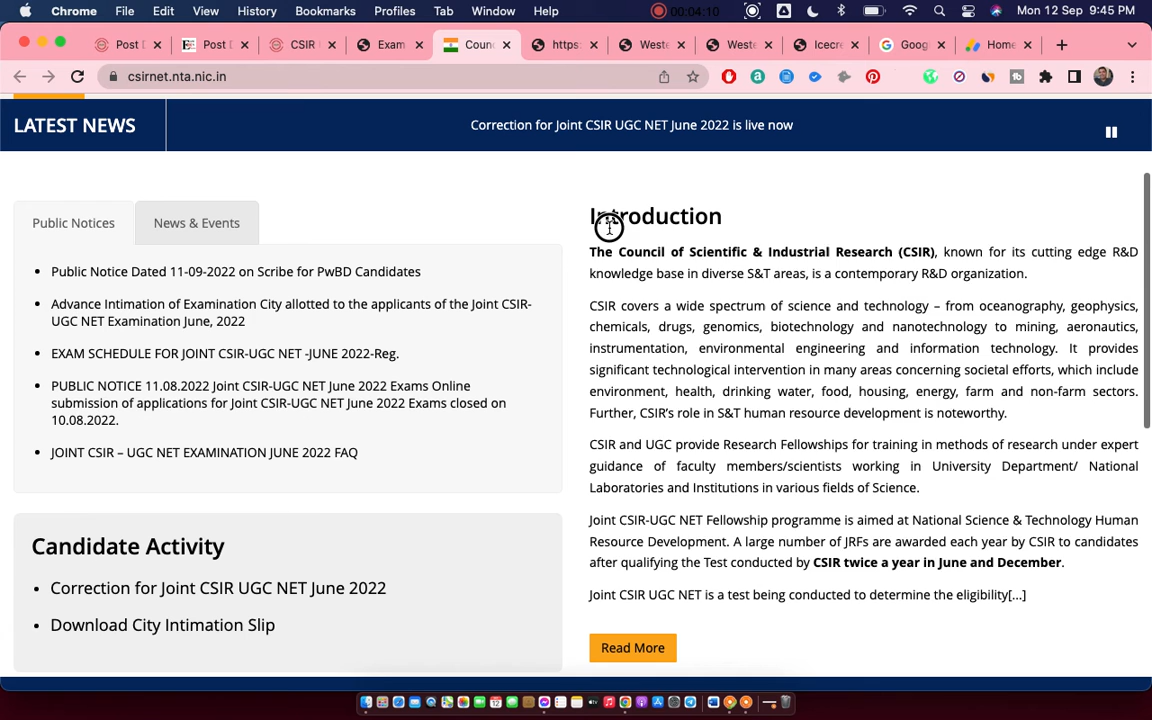 Chrome File Edit View History Bookmarks Profiles Tab Window Help 00:04:10 Mon 12 Sep 9:45 PM
Post D Post D CSIR Exam Counc https: Weste Weste Icecre Goog Home
csirnet.nta.nic.in
LATEST NEWS
Correction for Joint CSIR UGC NET June 2022 is live now
Public Notices
News & Events
Public Notice Dated 11-09-2022 on Scribe for PwBD Candidates
Advance Intimation of Examination City allotted to the applicants of the Joint CSIR-
UGC NET Examination June, 2022
EXAM SCHEDULE FOR JOINT CSIR-UGC NET -JUNE 2022-Reg.
PUBLIC NOTICE 11.08.2022 Joint CSIR-UGC NET June 2022 Exams Online
submission of applications for Joint CSIR-UGC NET June 2022 Exams closed on
10.08.2022.
JOINT CSIR – UGC NET EXAMINATION JUNE 2022 FAQ
Candidate Activity
Correction for Joint CSIR UGC NET June 2022
Download City Intimation Slip
Introduction
The Council of Scientific & Industrial Research (CSIR), known for its cutting edge R&D
knowledge base in diverse S&T areas, is a contemporary R&D organization.
CSIR covers a wide spectrum of science and technology – from oceanography, geophysics,
chemicals, drugs, genomics, biotechnology and nanotechnology to mining, aeronautics,
instrumentation, environmental engineering and information technology. It provides
significant technological intervention in many areas concerning societal efforts, which include
environment, health, drinking water, food, housing, energy, farm and non-farm sectors.
Further, CSIR's role in S&T human resource development is noteworthy.
CSIR and UGC provide Research Fellowships for training in methods of research under expert
guidance of faculty members/scientists working in University Department/ National
Laboratories and Institutions in various fields of Science.
Joint CSIR-UGC NET Fellowship programme is aimed at National Science & Technology Human
Resource Development. A large number of JRFs are awarded each year by CSIR to candidates
after qualifying the Test conducted by CSIR twice a year in June and December.
Joint CSIR UGC NET is a test being conducted to determine the eligibility[...]
Read More